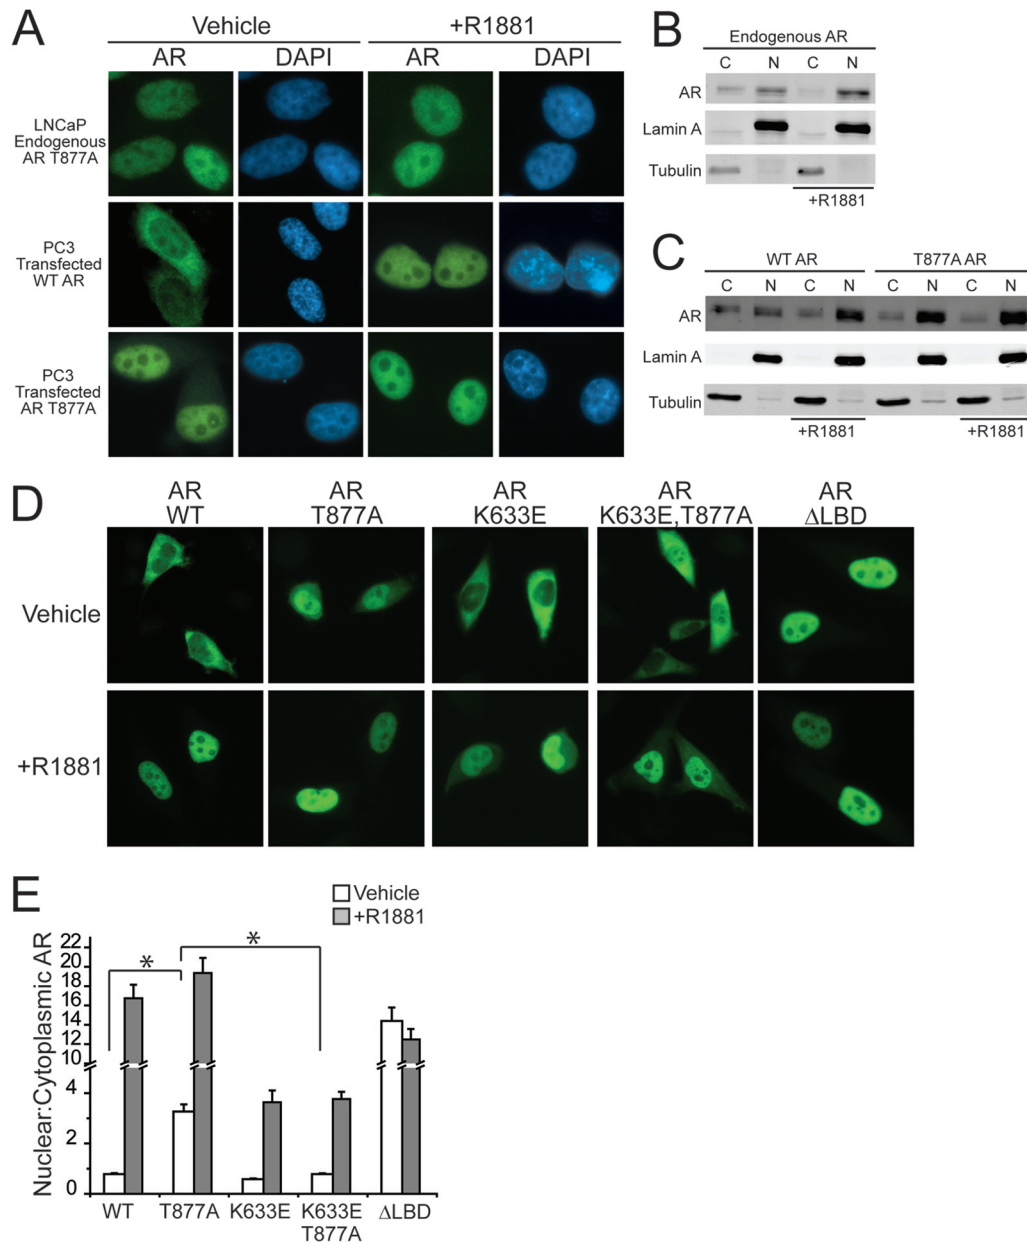 A
Vehicle +R1881
AR DAPI AR DAPI
LNCaP
Endogenous
AR T877A
PC3
Transfected
WT AR
PC3
Transfected
AR T877A
B
Endogenous AR
C N C N
AR
Lamin A
Tubulin
+R1881
C
WT AR T877A AR
C N C N C N C N
AR
Lamin A
Tubulin
+R1881 +R1881
D
AR AR AR AR AR
WT T877A K633E K633E,T877A ΔLBD
Vehicle
+R1881
E
Vehicle
+R1881
* *
Nuclear:Cytoplasmic AR
22
20
18
16
14
12
10
4
2
0
WT T877A K633E K633E ΔLBD
T877A